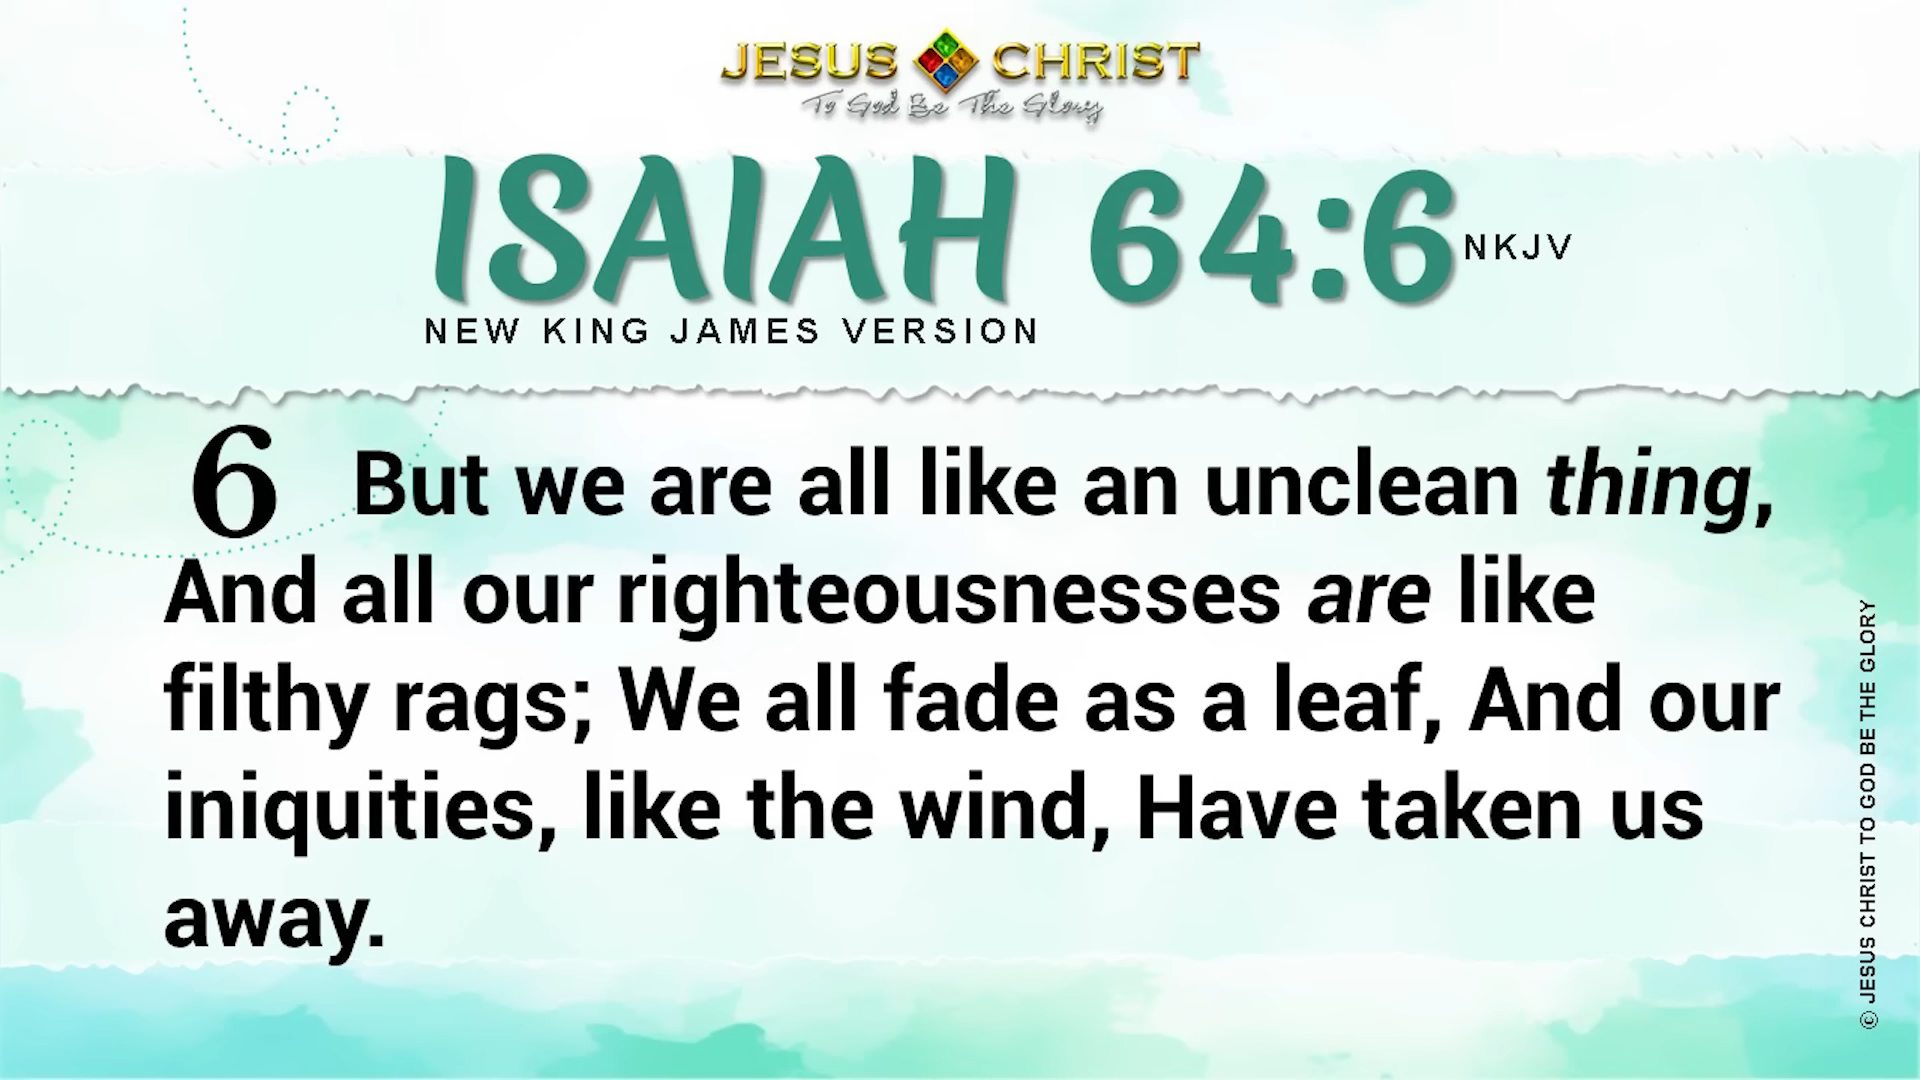 JESUS CHRIST
To God Be The Glory
ISAIAH 64:6 NKJV
NEW KING JAMES VERSION
6 But we are all like an unclean thing,
And all our righteousnesses are like
filthy rags; We all fade as a leaf, And our
iniquities, like the wind, Have taken us
away.
© JESUS CHRIST TO GOD BE THE GLORY